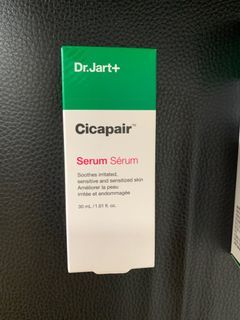 Dr.Jart+
Cicapair™
Serum Sérum
Soothes irritated,
sensitive and sensitized skin
Améliorer la peau
irritée et endommagée
30 mL / 1.01 fl. oz.